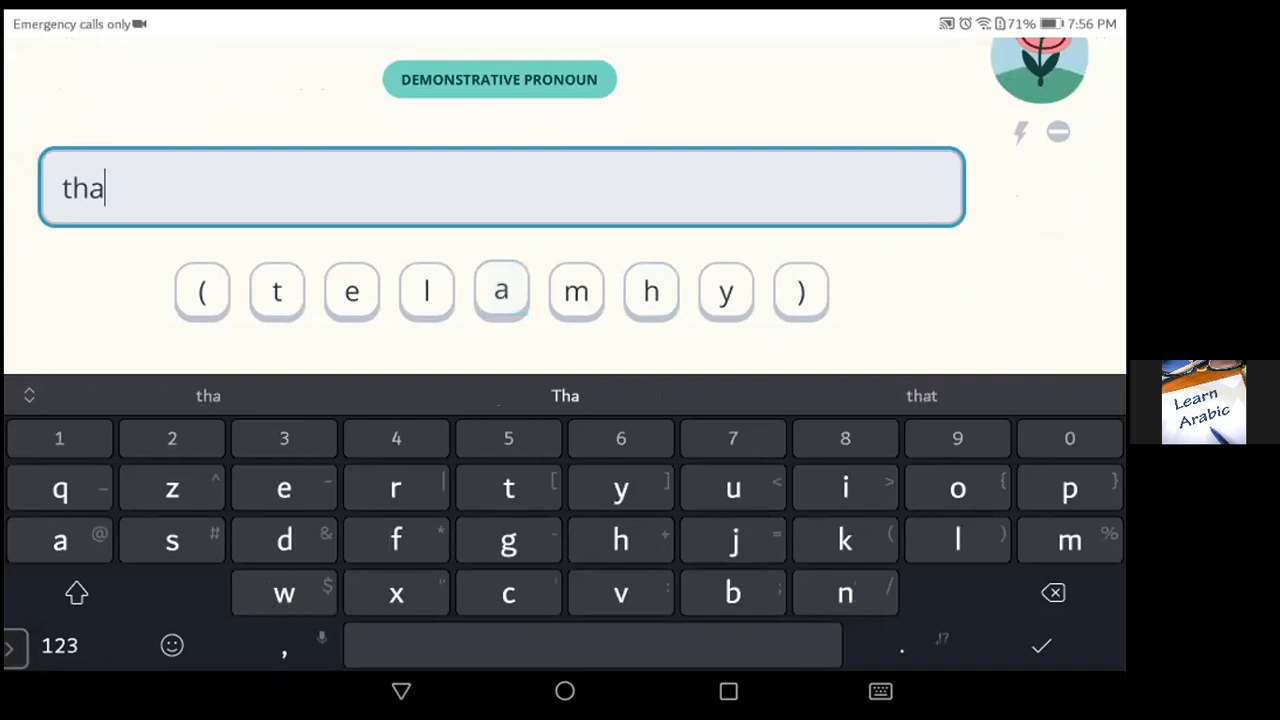 Emergency calls only 71% 7:56 PM
DEMONSTRATIVE PRONOUN
tha
( t e l a m h y )
tha Tha that
1 2 3 4 5 6 7 8 9 0
q _ z ^ e ~ r | t [ y ] u < i > o { p }
a @ s # d & f * g - h + j = k ( l ) m %
w $ x " c ' v : b ; n /
123 , . ,!?
Learn
Arabic